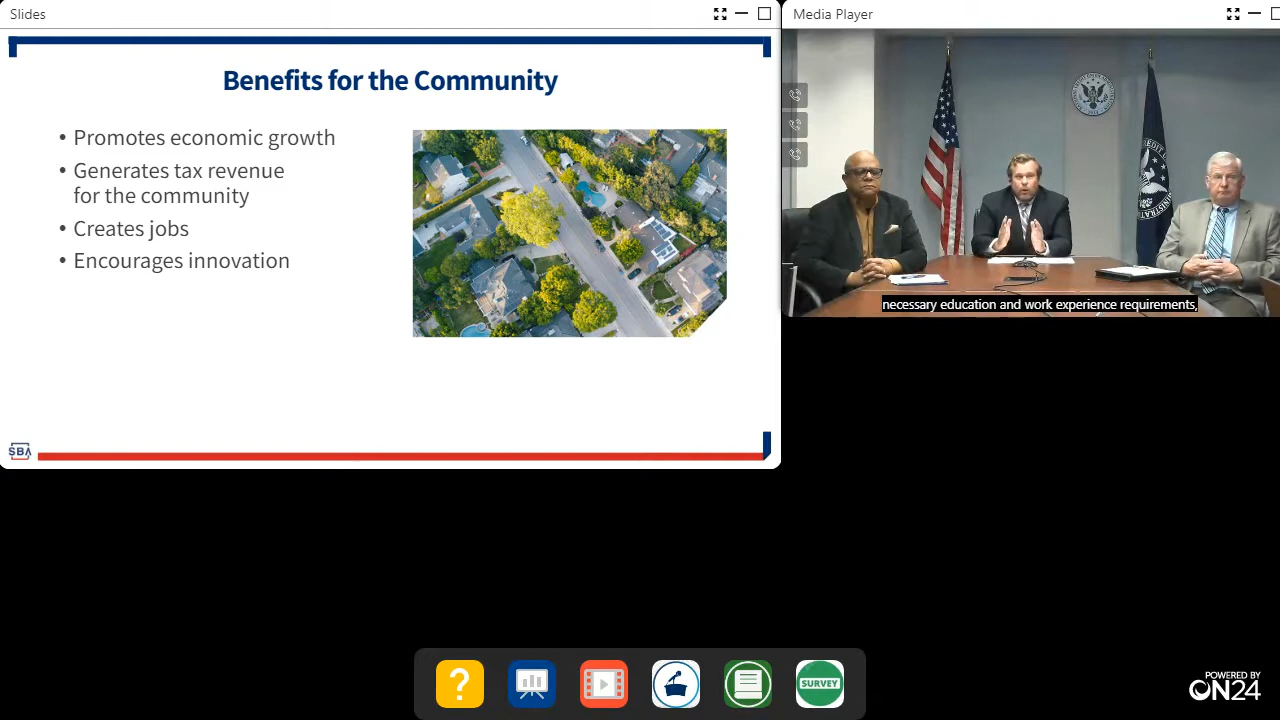 Slides
Benefits for the Community
• Promotes economic growth
• Generates tax revenue
for the community
• Creates jobs
• Encourages innovation
SBA
Media Player
necessary education and work experience requirements,
?
SURVEY
POWERED BY
ON24